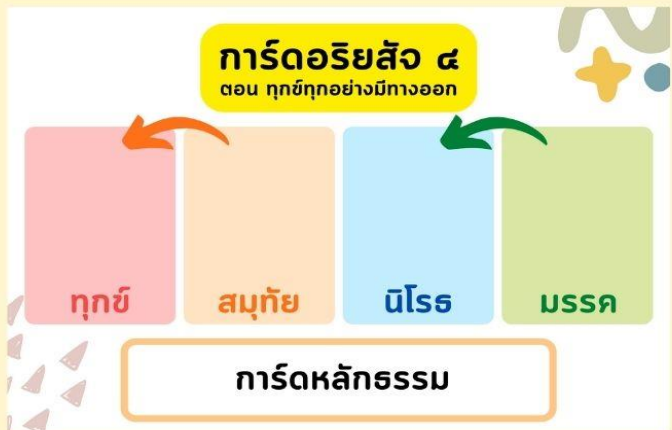 การ์ดอริยสัจ ๔
ตอน ทุกข์ทุกอย่างมีทางออก
ทุกข์
สมุทัย
นิโรธ
มรรค
การ์ดหลักธรรม